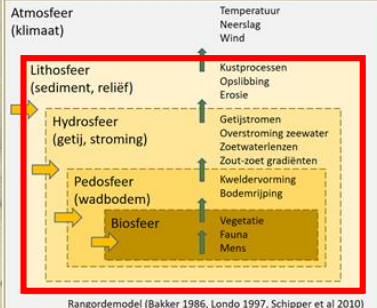 Atmosfeer
(klimaat)
Temperatuur
Neerslag
Wind
Lithosfeer
(sediment, reliëf)
Kustprocessen
Opslibbing
Erosie
Hydrosfeer
(getij, stroming)
Getijstromen
Overstroming zeewater
Zoetwaterlenzen
Zout-zoet gradiënten
Pedosfeer
(wadbodem)
Kweldervorming
Bodemrijping
Biosfeer
Vegetatie
Fauna
Mens
Rangordemodel (Bakker 1986, Londo 1997, Schipper et al 2010)